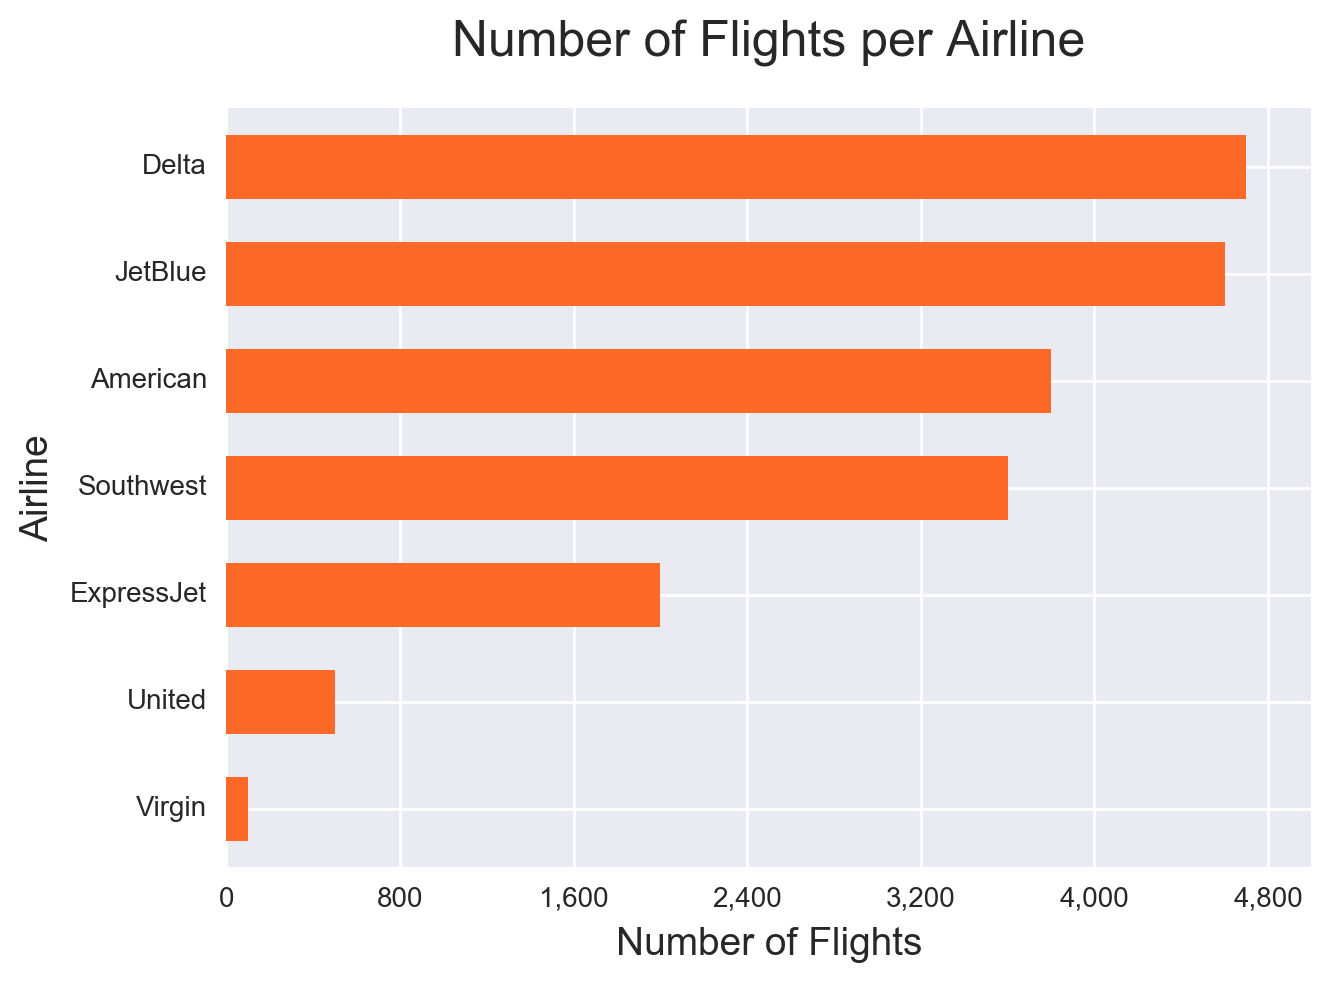 Number of Flights per Airline
Delta
JetBlue
American
Southwest
ExpressJet
United
Virgin
Airline
0 800 1,600 2,400 3,200 4,000 4,800
Number of Flights